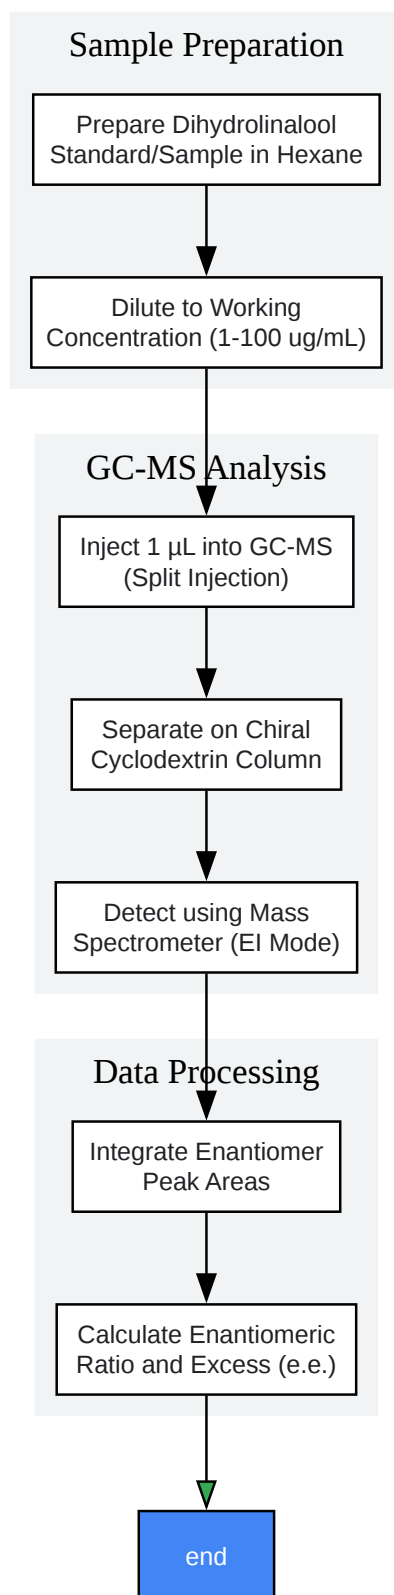 Sample Preparation
Prepare Dihydrolinalool
Standard/Sample in Hexane
Dilute to Working
Concentration (1-100 ug/mL)
GC-MS Analysis
Inject 1 µL into GC-MS
(Split Injection)
Separate on Chiral
Cyclodextrin Column
Detect using Mass
Spectrometer (EI Mode)
Data Processing
Integrate Enantiomer
Peak Areas
Calculate Enantiomeric
Ratio and Excess (e.e.)
end